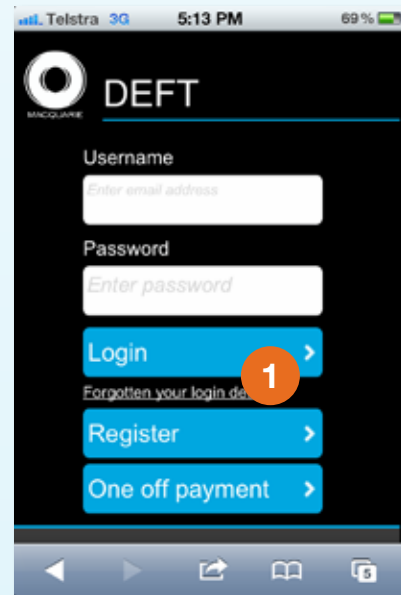 Telstra 3G 5:13 PM 69%
MACQUARIE
DEFT
Username
Enter email address
Password
Enter password
Login
1
Forgotten your login de
Register
One off payment
5